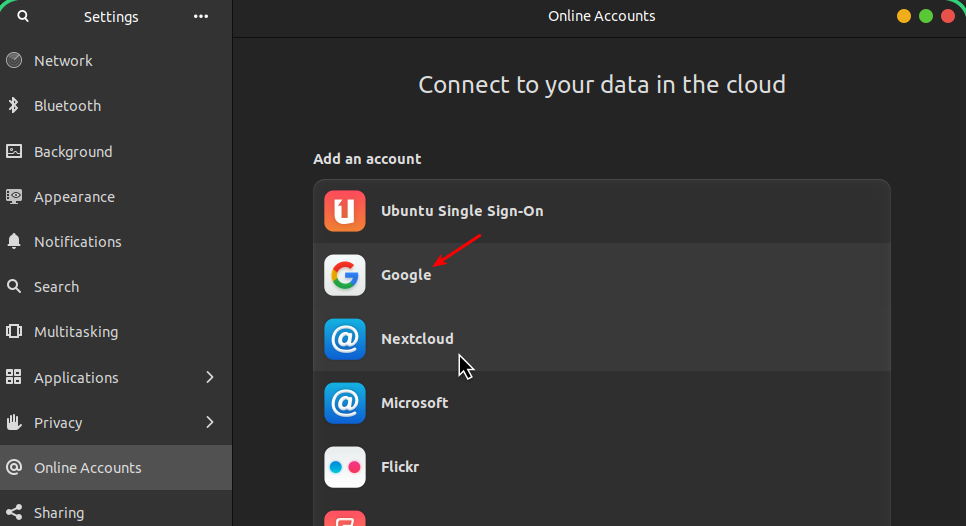 Settings
Network
Bluetooth
Background
Appearance
Notifications
Search
Multitasking
Applications
Privacy
Online Accounts
Sharing
Online Accounts
Connect to your data in the cloud
Add an account
Ubuntu Single Sign-On
Google
Nextcloud
Microsoft
Flickr